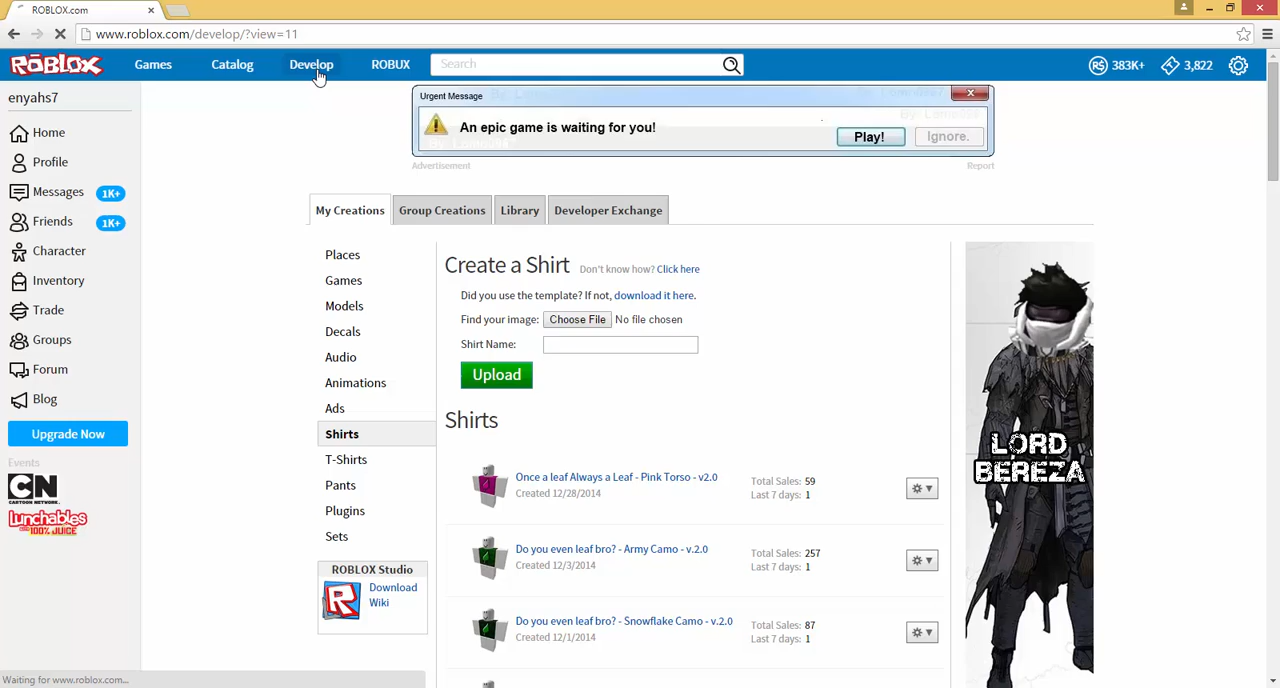 ROBLOX.com
www.roblox.com/develop/?view=11
ROBLOX
Games
Catalog
Develop
ROBUX
Search
R$ 383K+
3,822
enyahs7
Home
Profile
Messages 1K+
Friends 1K+
Character
Inventory
Trade
Groups
Forum
Blog
Upgrade Now
Events
CN
CARTOON NETWORK
Lunchables
with 100% JUICE
Urgent Message
An epic game is waiting for you!
Play!
Ignore.
Advertisement
Report
My Creations
Group Creations
Library
Developer Exchange
Places
Games
Models
Decals
Audio
Animations
Ads
Shirts
T-Shirts
Pants
Plugins
Sets
ROBLOX Studio
Download
Wiki
Create a Shirt Don't know how? Click here
Did you use the template? If not, download it here.
Find your image: Choose File No file chosen
Shirt Name:
Upload
Shirts
Once a leaf Always a Leaf - Pink Torso - v2.0
Created 12/28/2014
Total Sales: 59
Last 7 days: 1
Do you even leaf bro? - Army Camo - v.2.0
Created 12/3/2014
Total Sales: 257
Last 7 days: 1
Do you even leaf bro? - Snowflake Camo - v.2.0
Created 12/1/2014
Total Sales: 87
Last 7 days: 1
LORD
BEREZA
Waiting for www.roblox.com...